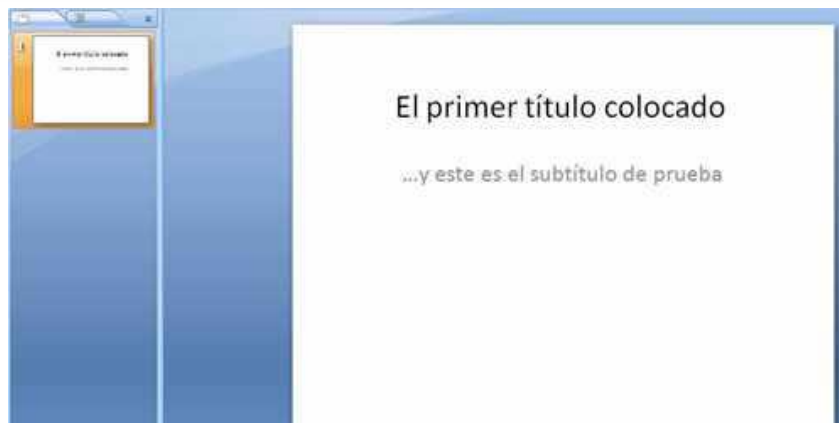 El primer título colocado
...y este es el subtítulo de prueba